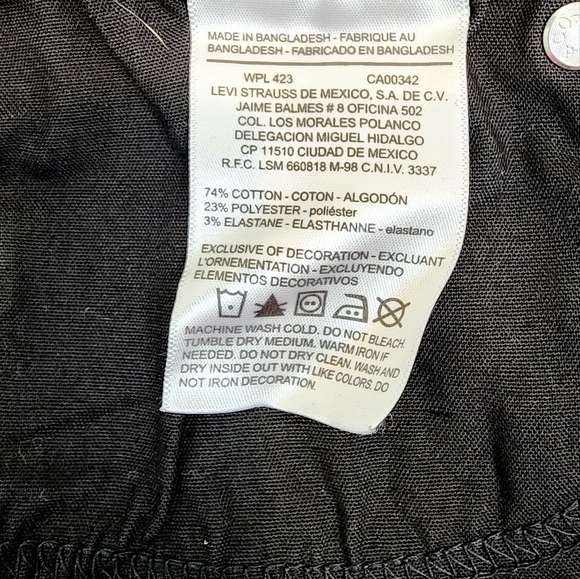 MADE IN BANGLADESH - FABRIQUE AU
BANGLADESH - FABRICADO EN BANGLADESH
WPL 423 CA00342
LEVI STRAUSS DE MEXICO, S.A. DE C.V.
JAIME BALMES # 8 OFICINA 502
COL. LOS MORALES POLANCO
DELEGACION MIGUEL HIDALGO
CP 11510 CIUDAD DE MEXICO
R.F.C. LSM 660818 M-98 C.N.I.V. 3337
74% COTTON - COTON - ALGODÓN
23% POLYESTER - poliéster
3% ELASTANE - ELASTHANNE - elastano
EXCLUSIVE OF DECORATION - EXCLUANT
L'ORNEMENTATION - EXCLUYENDO
ELEMENTOS DECORATIVOS
MACHINE WASH COLD. DO NOT BLEACH.
TUMBLE DRY MEDIUM. WARM IRON IF
NEEDED. DO NOT DRY CLEAN. WASH AND
DRY INSIDE OUT WITH LIKE COLORS. DO
NOT IRON DECORATION.